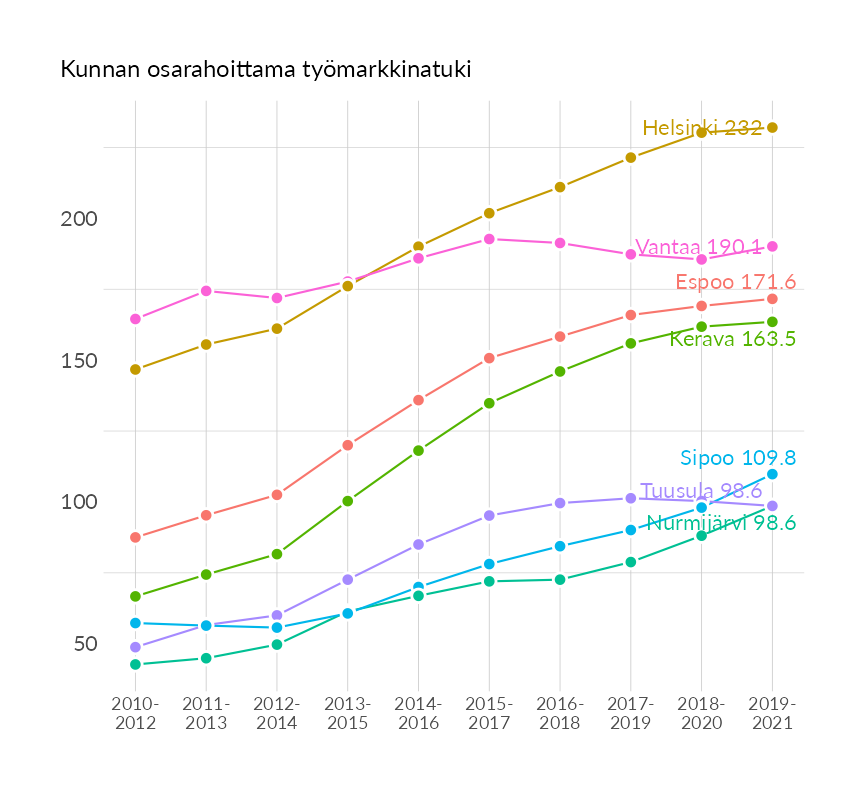 Kunnan osarahoittama työmarkkinatuki
Helsinki 232
200
Vantaa 190.1
Espoo 171.6
Kerava 163.5
150
Sipoo 109.8
Tuusula 98.6
100
Nurmijärvi 98.6
50
2010- 2011- 2012- 2013- 2014- 2015- 2016- 2017- 2018- 2019-
2012 2013 2014 2015 2016 2017 2018 2019 2020 2021